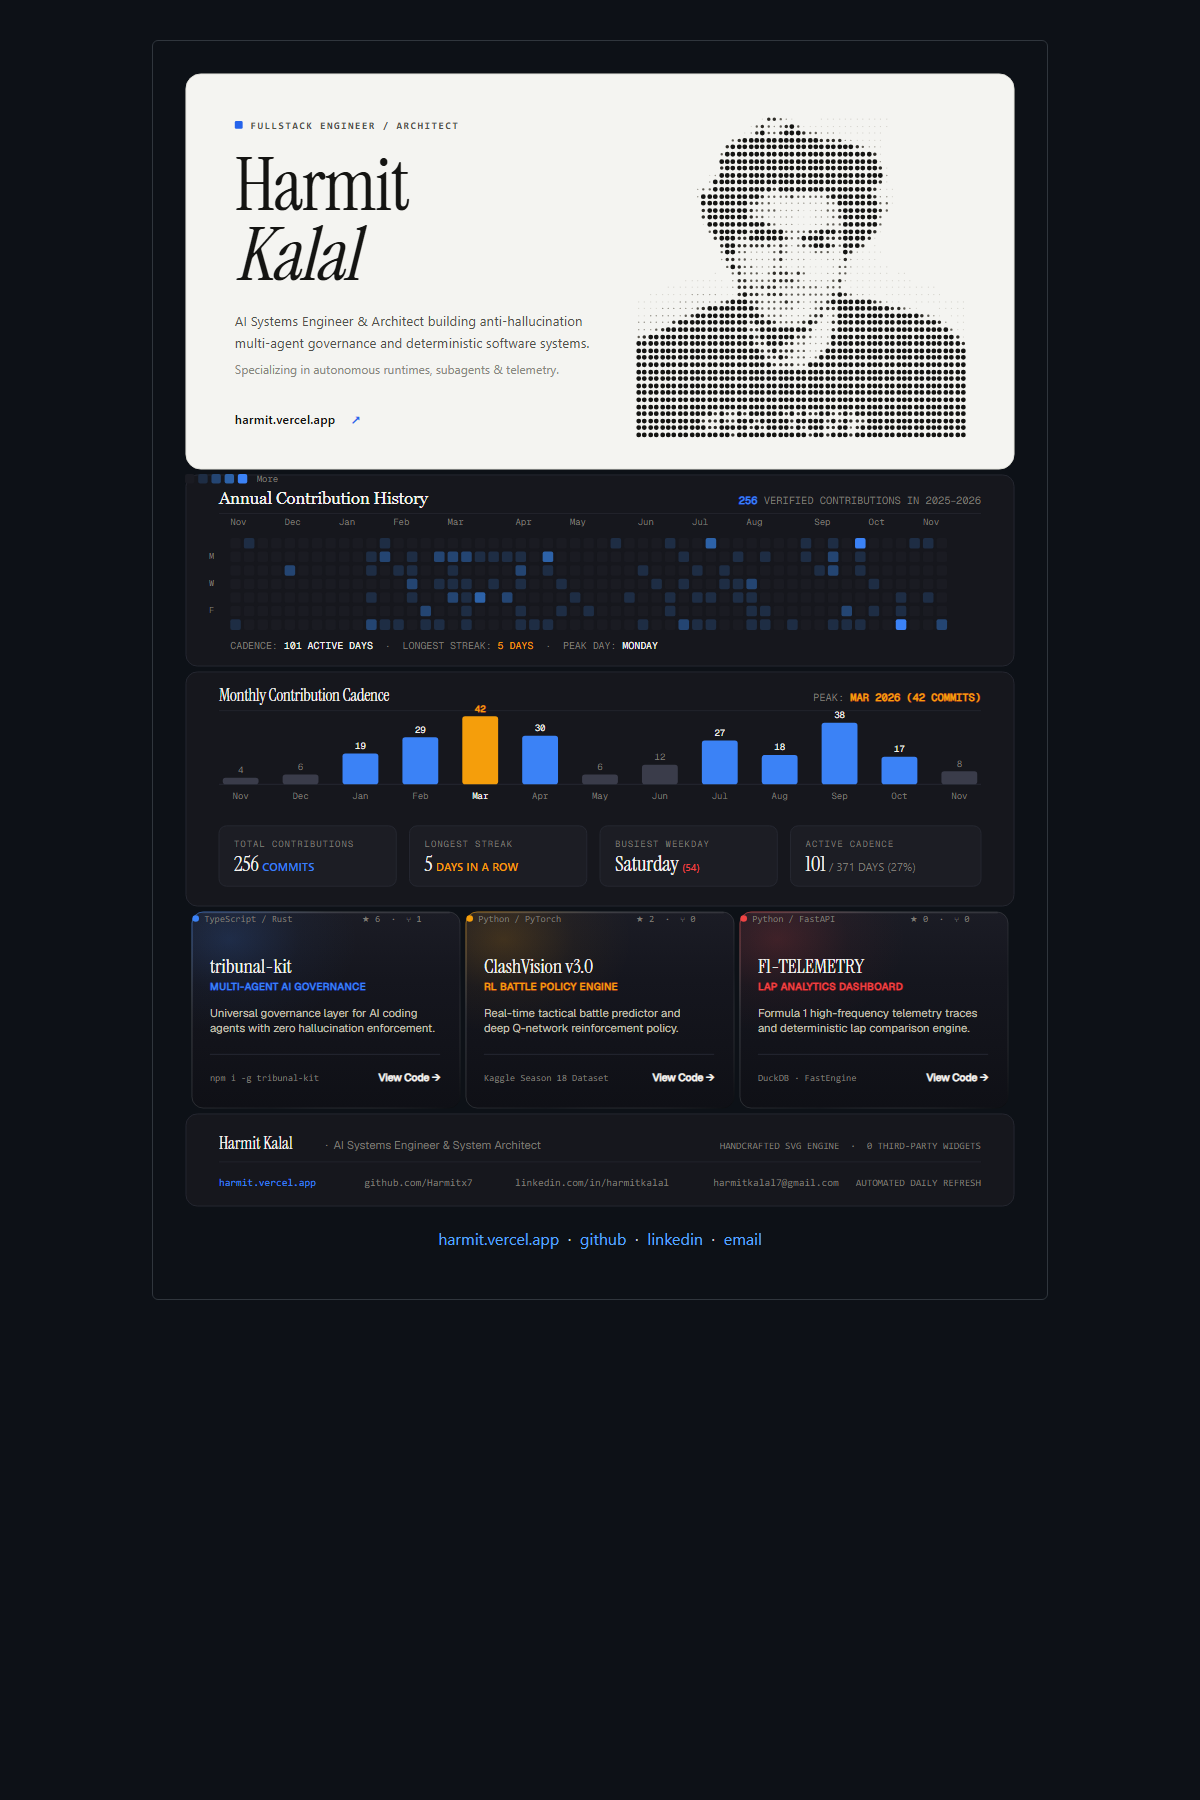 FULLSTACK ENGINEER / ARCHITECT
Harmit
Kalal
AI Systems Engineer & Architect building anti-hallucination
multi-agent governance and deterministic software systems.
Specializing in autonomous runtimes, subagents & telemetry.
harmit.vercel.app ↗
More
Annual Contribution History
256 VERIFIED CONTRIBUTIONS IN 2025-2026
Nov Dec Jan Feb Mar Apr May Jun Jul Aug Sep Oct Nov
M
W
F
CADENCE: 101 ACTIVE DAYS · LONGEST STREAK: 5 DAYS · PEAK DAY: MONDAY
Monthly Contribution Cadence
PEAK: MAR 2026 (42 COMMITS)
4 6 19 29 42 30 6 12 27 18 38 17 8
Nov Dec Jan Feb Mar Apr May Jun Jul Aug Sep Oct Nov
TOTAL CONTRIBUTIONS
256 COMMITS
LONGEST STREAK
5 DAYS IN A ROW
BUSIEST WEEKDAY
Saturday (54)
ACTIVE CADENCE
101 / 371 DAYS (27%)
TypeScript / Rust ★ 6 · ⑂ 1
tribunal-kit
MULTI-AGENT AI GOVERNANCE
Universal governance layer for AI coding
agents with zero hallucination enforcement.
npm i -g tribunal-kit View Code →
Python / PyTorch ★ 2 · ⑂ 0
ClashVision v3.0
RL BATTLE POLICY ENGINE
Real-time tactical battle predictor and
deep Q-network reinforcement policy.
Kaggle Season 18 Dataset View Code →
Python / FastAPI ★ 0 · ⑂ 0
F1-TELEMETRY
LAP ANALYTICS DASHBOARD
Formula 1 high-frequency telemetry traces
and deterministic lap comparison engine.
DuckDB · FastEngine View Code →
Harmit Kalal · AI Systems Engineer & System Architect
HANDCRAFTED SVG ENGINE · 0 THIRD-PARTY WIDGETS
harmit.vercel.app github.com/Harmitx7 linkedin.com/in/harmitkalal harmitkalal7@gmail.com AUTOMATED DAILY REFRESH
harmit.vercel.app · github · linkedin · email